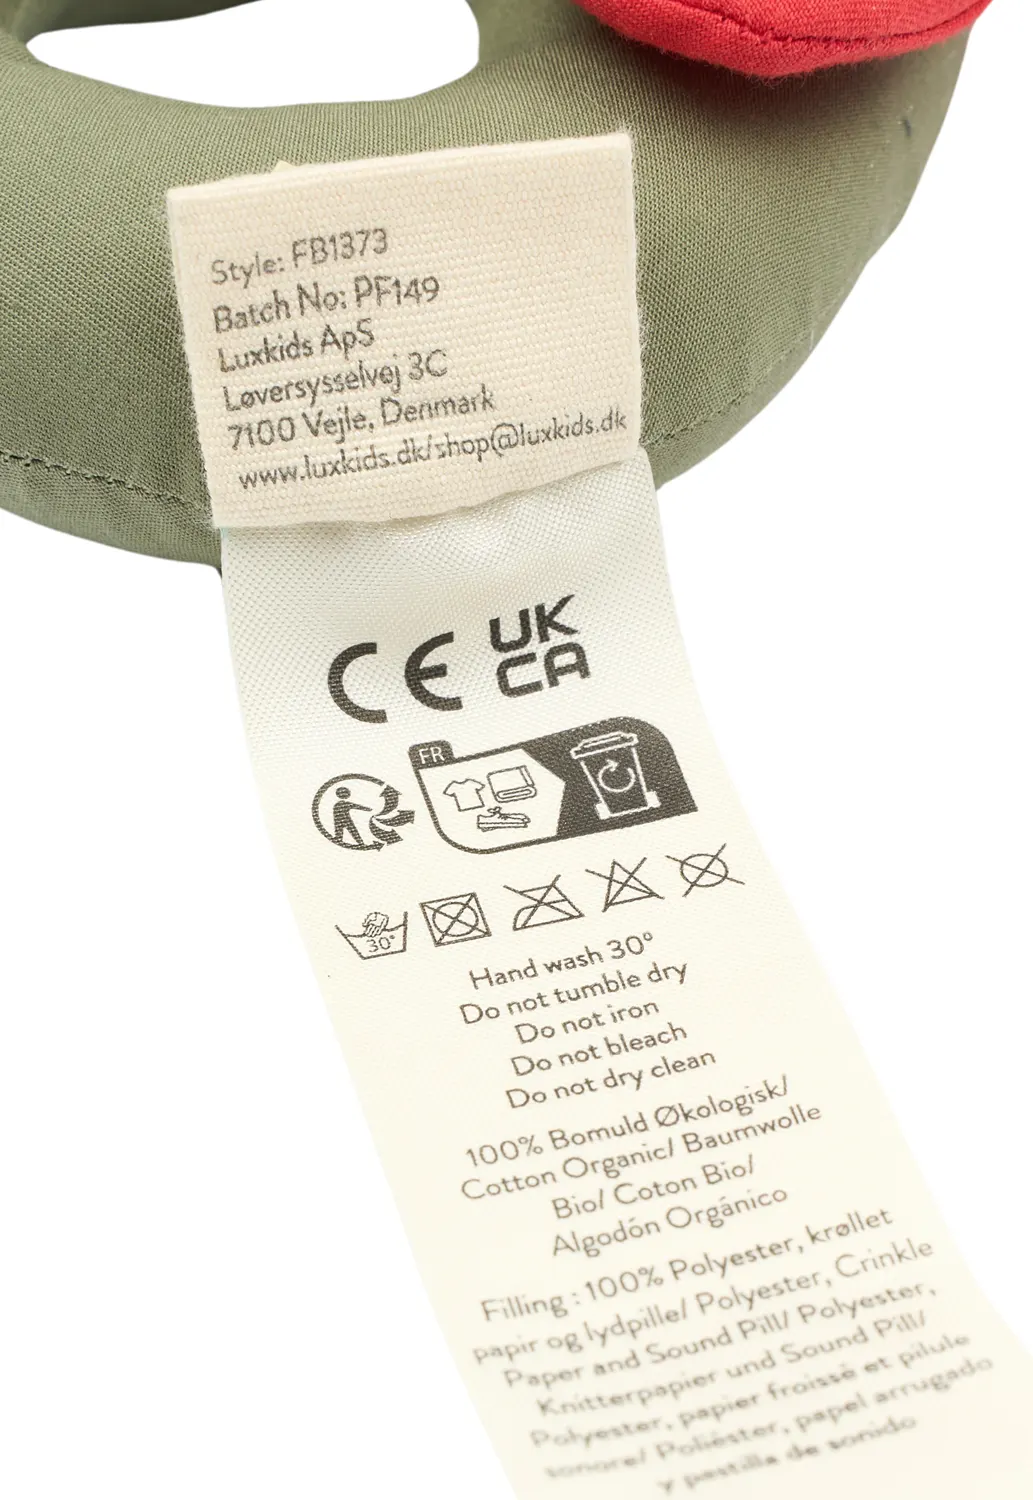 Style: FB1373
Batch No: PF149
Luxkids ApS
Løversysselvej 3C
7100 Vejle, Denmark
www.luxkids.dk/shop@luxkids.dk
CE
UK
CA
FR
30°
Hand wash 30°
Do not tumble dry
Do not iron
Do not bleach
Do not dry clean
100% Bomuld Økologisk/
Cotton Organic/ Baumwolle
Bio/ Coton Bio/
Algodón Orgánico
Filling : 100% Polyester, krøllet
papir og lydpille/ Polyester, Crinkle
Paper and Sound Pill/ Polyester,
Knitterpapier und Sound Pill/
Polyester, papier froissé et pilule
sonore/ Poliéster, papel arrugado
y pastilla de sonido